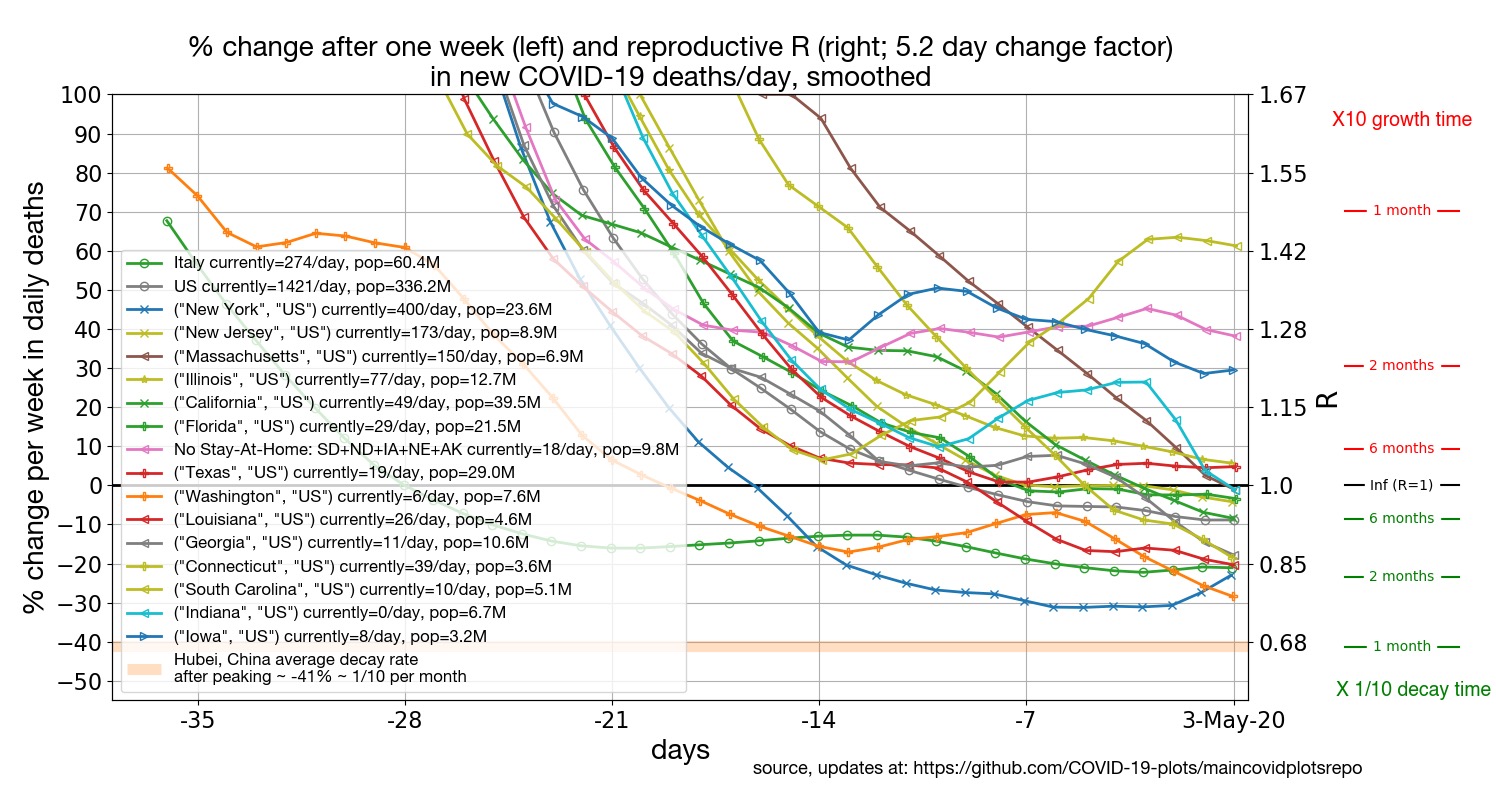 % change after one week (left) and reproductive R (right; 5.2 day change factor)
in new COVID-19 deaths/day, smoothed
% change per week in daily deaths
100
90
80
70
60
50
40
30
20
10
0
−10
−20
−30
−40
−50
Italy currently=274/day, pop=60.4M
US currently=1421/day, pop=336.2M
("New York", "US") currently=400/day, pop=23.6M
("New Jersey", "US") currently=173/day, pop=8.9M
("Massachusetts", "US") currently=150/day, pop=6.9M
("Illinois", "US") currently=77/day, pop=12.7M
("California", "US") currently=49/day, pop=39.5M
("Florida", "US") currently=29/day, pop=21.5M
No Stay-At-Home: SD+ND+IA+NE+AK currently=18/day, pop=9.8M
("Texas", "US") currently=19/day, pop=29.0M
("Washington", "US") currently=6/day, pop=7.6M
("Louisiana", "US") currently=26/day, pop=4.6M
("Georgia", "US") currently=11/day, pop=10.6M
("Connecticut", "US") currently=39/day, pop=3.6M
("South Carolina", "US") currently=10/day, pop=5.1M
("Indiana", "US") currently=0/day, pop=6.7M
("Iowa", "US") currently=8/day, pop=3.2M
Hubei, China average decay rate
after peaking ~ -41% ~ 1/10 per month
-35
-28
-21
-14
-7
3-May-20
days
1.67
1.55
1.42
1.28
1.15
1.0
0.85
0.68
R
X10 growth time
1 month
2 months
6 months
Inf (R=1)
6 months
2 months
1 month
X 1/10 decay time
source, updates at: https://github.com/COVID-19-plots/maincovidplotsrepo